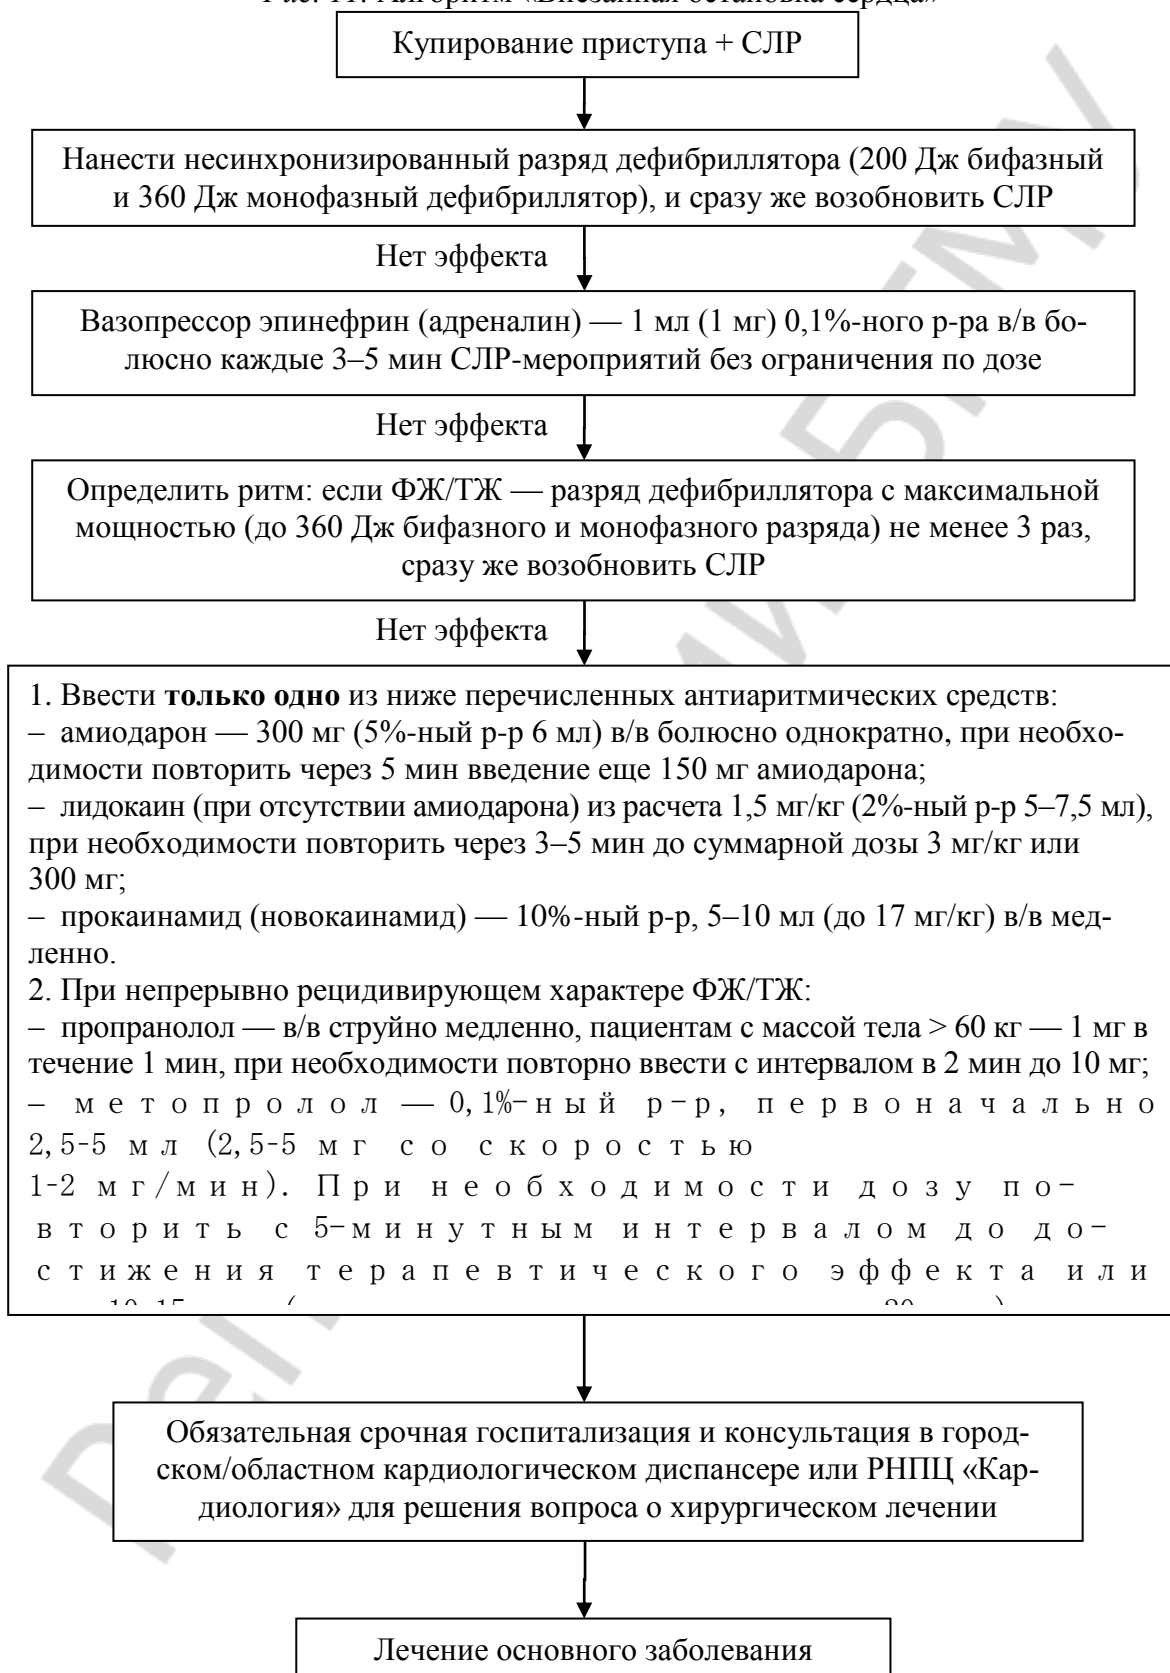 Рис. 11. Алгоритм «Внезапная остановка сердца»
Купирование приступа + СЛР
Нанести несинхронизированный разряд дефибриллятора (200 Дж бифазный
и 360 Дж монофазный дефибриллятор), и сразу же возобновить СЛР
Нет эффекта
Вазопрессор эпинефрин (адреналин) — 1 мл (1 мг) 0,1%-ного р-ра в/в бо-
люсно каждые 3–5 мин СЛР-мероприятий без ограничения по дозе
Нет эффекта
Определить ритм: если ФЖ/ТЖ — разряд дефибриллятора с максимальной
мощностью (до 360 Дж бифазного и монофазного разряда) не менее 3 раз,
сразу же возобновить СЛР
Нет эффекта
1. Ввести только одно из ниже перечисленных антиаритмических средств:
– амиодарон — 300 мг (5%-ный р-р 6 мл) в/в болюсно однократно, при необхо-
димости повторить через 5 мин введение еще 150 мг амиодарона;
– лидокаин (при отсутствии амиодарона) из расчета 1,5 мг/кг (2%-ный р-р 5–7,5 мл),
при необходимости повторить через 3–5 мин до суммарной дозы 3 мг/кг или
300 мг;
– прокаинамид (новокаинамид) — 10%-ный р-р, 5–10 мл (до 17 мг/кг) в/в мед-
ленно.
2. При непрерывно рецидивирующем характере ФЖ/ТЖ:
– пропранолол — в/в струйно медленно, пациентам с массой тела > 60 кг — 1 мг в
течение 1 мин, при необходимости повторно ввести с интервалом в 2 мин до 10 мг;
– метопролол — 0,1%-ный р-р, первоначально
2,5-5 мл (2,5-5 мг со скоростью
1-2 мг/мин). При необходимости дозу по-
вторить с 5-минутным интервалом до до-
стижения терапевтического эффекта или
Обязательная срочная госпитализация и консультация в город-
ском/областном кардиологическом диспансере или РНПЦ «Кар-
диология» для решения вопроса о хирургическом лечении
Лечение основного заболевания